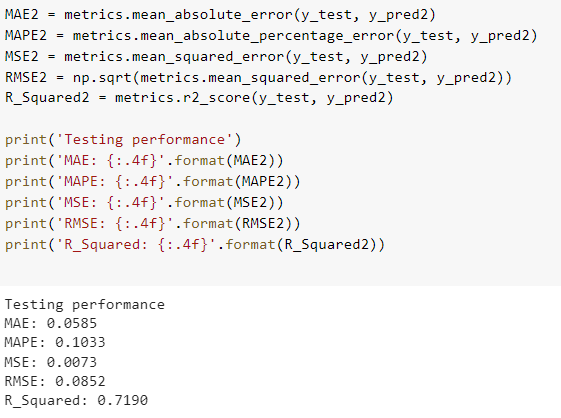 MAE2 = metrics.mean_absolute_error(y_test, y_pred2)
MAPE2 = metrics.mean_absolute_percentage_error(y_test, y_pred2)
MSE2 = metrics.mean_squared_error(y_test, y_pred2)
RMSE2 = np.sqrt(metrics.mean_squared_error(y_test, y_pred2))
R_Squared2 = metrics.r2_score(y_test, y_pred2)
print('Testing performance')
print('MAE: {:.4f}'.format(MAE2))
print('MAPE: {:.4f}'.format(MAPE2))
print('MSE: {:.4f}'.format(MSE2))
print('RMSE: {:.4f}'.format(RMSE2))
print('R_Squared: {:.4f}'.format(R_Squared2))
Testing performance
MAE: 0.0585
MAPE: 0.1033
MSE: 0.0073
RMSE: 0.0852
R_Squared: 0.7190